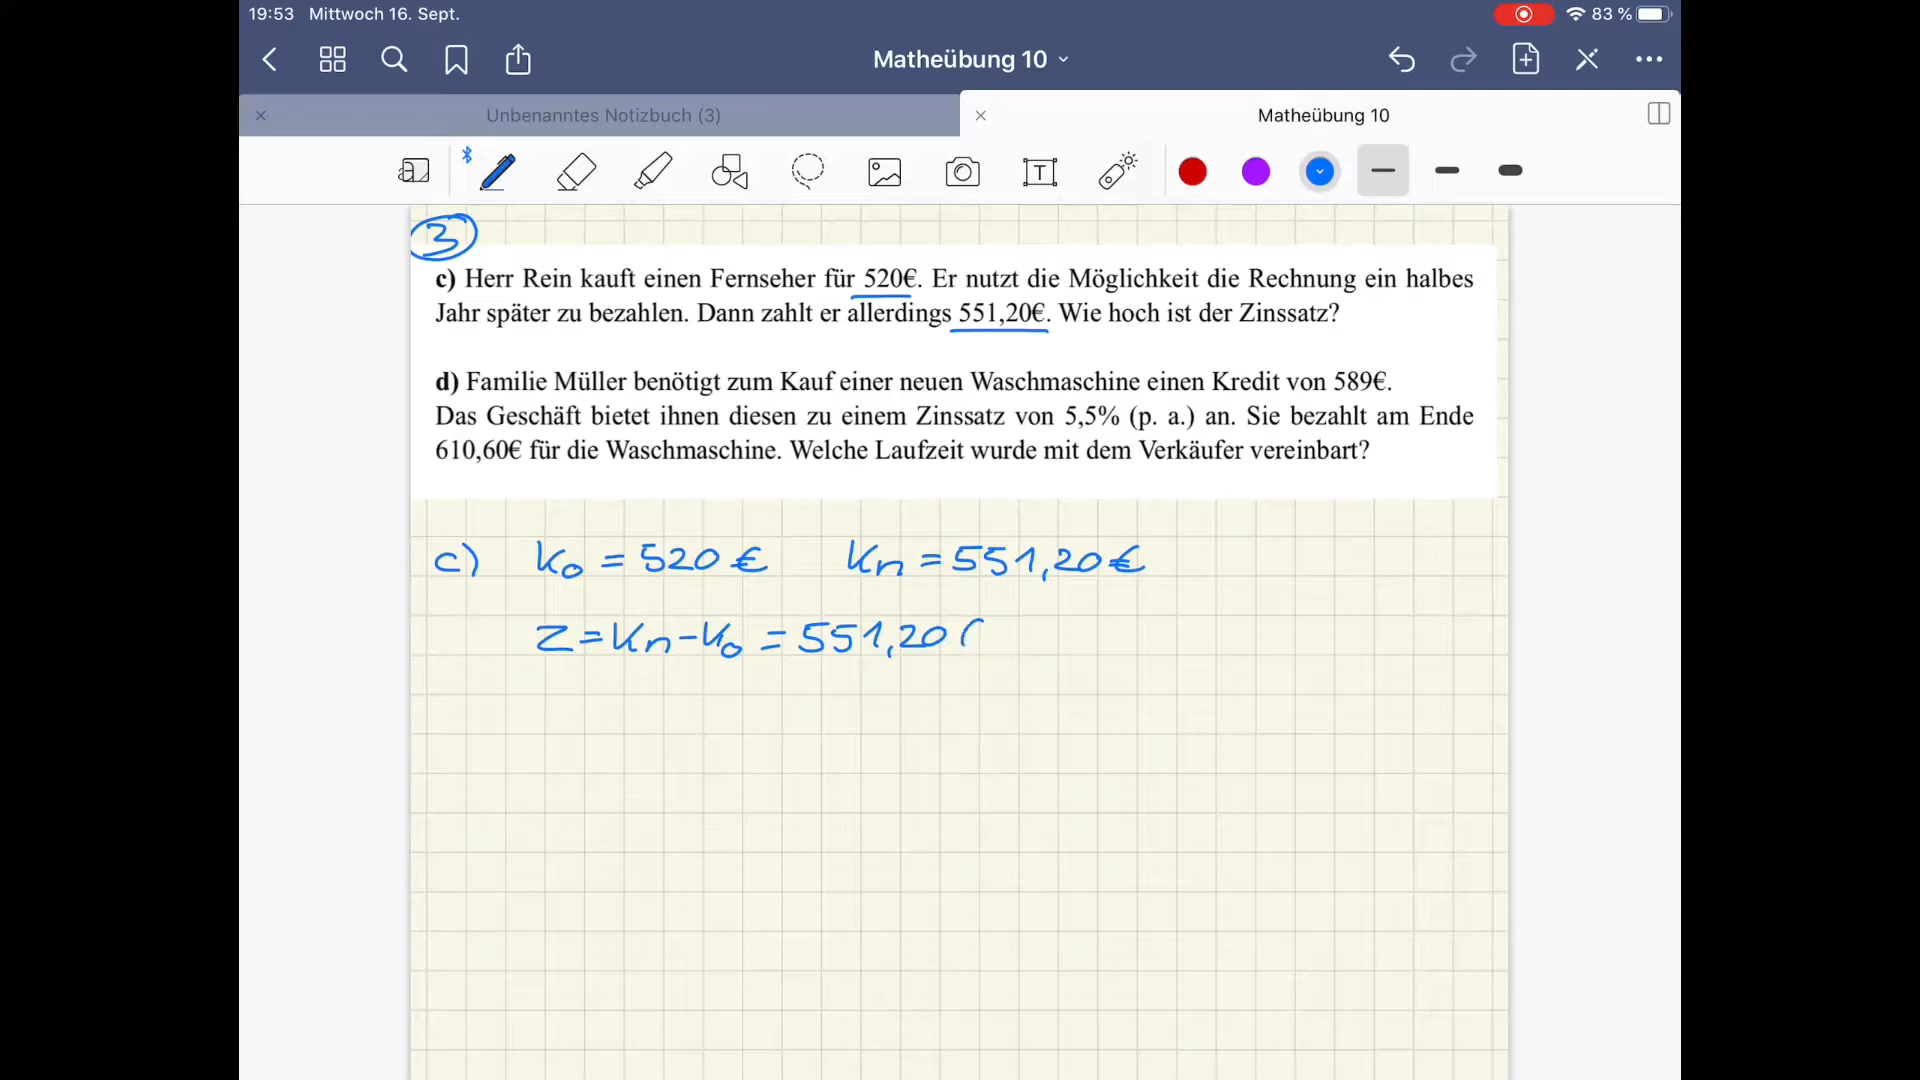 19:53 Mittwoch 16. Sept. 83 %
Matheübung 10
Unbenanntes Notizbuch (3)
Matheübung 10
3
c) Herr Rein kauft einen Fernseher für 520€. Er nutzt die Möglichkeit die Rechnung ein halbes
Jahr später zu bezahlen. Dann zahlt er allerdings 551,20€. Wie hoch ist der Zinssatz?
d) Familie Müller benötigt zum Kauf einer neuen Waschmaschine einen Kredit von 589€.
Das Geschäft bietet ihnen diesen zu einem Zinssatz von 5,5% (p. a.) an. Sie bezahlt am Ende
610,60€ für die Waschmaschine. Welche Laufzeit wurde mit dem Verkäufer vereinbart?
c) K₀ = 520 € Kn = 551,20 €
Z = Kn - K₀ = 551,20 (